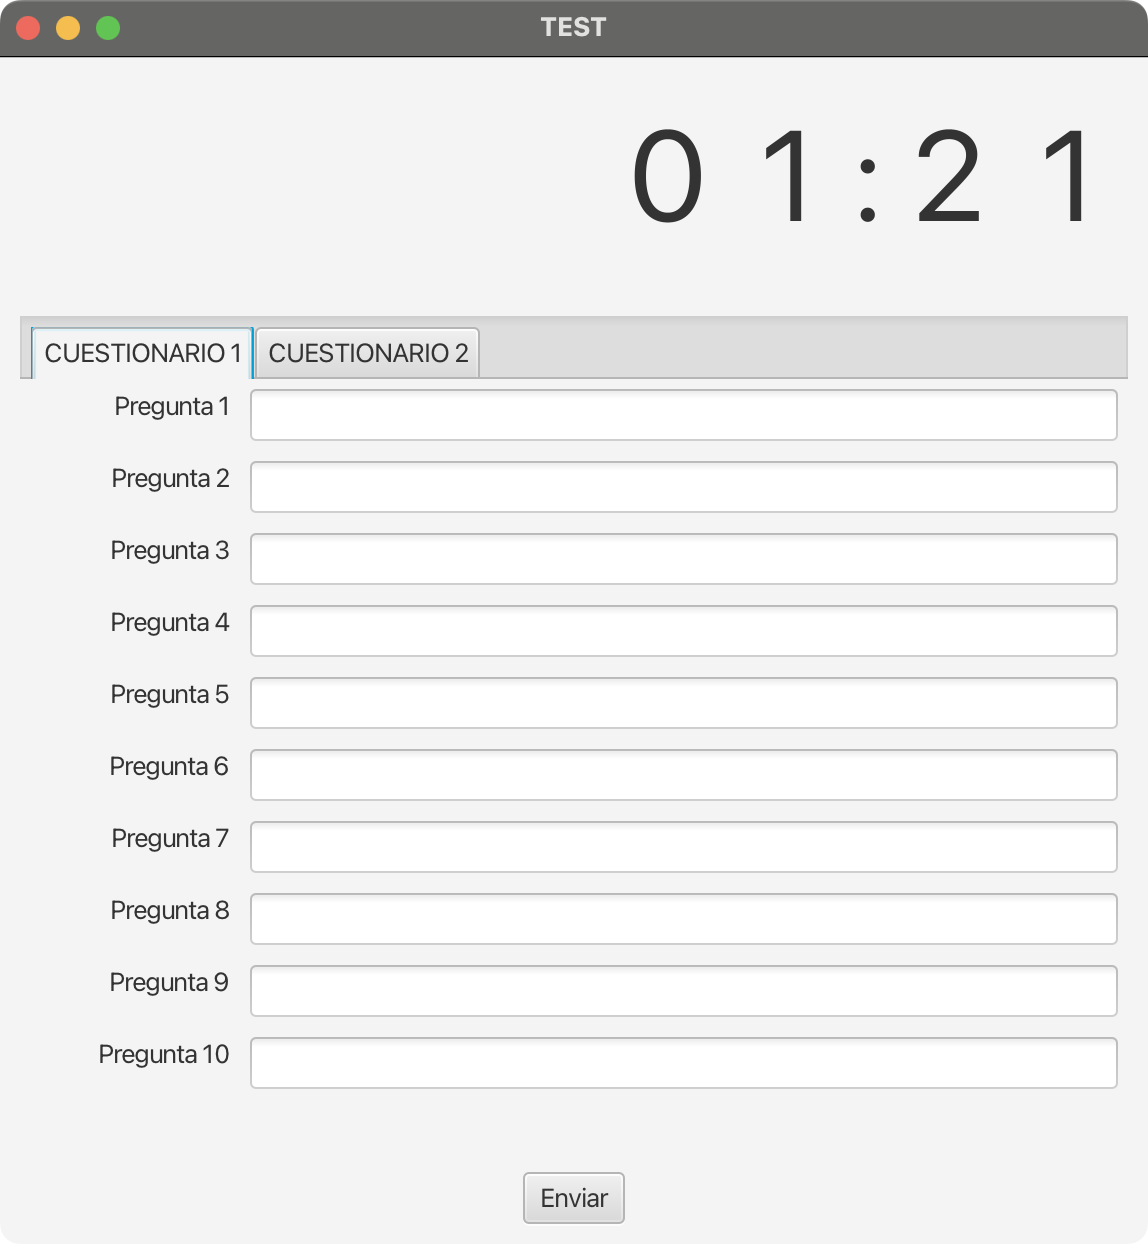 TEST
0 1 : 2 1
CUESTIONARIO 1 CUESTIONARIO 2
Pregunta 1
Pregunta 2
Pregunta 3
Pregunta 4
Pregunta 5
Pregunta 6
Pregunta 7
Pregunta 8
Pregunta 9
Pregunta 10
Enviar